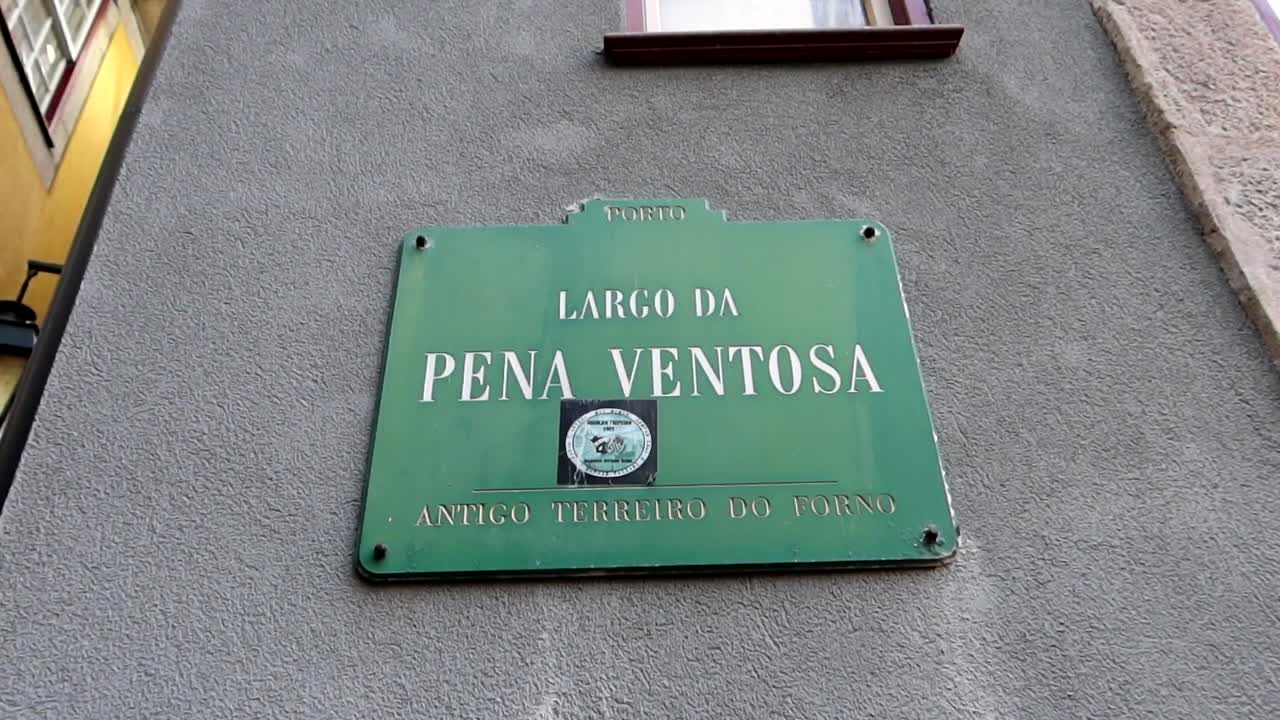 PORTO
LARGO DA
PENA VENTOSA
ANTIGO TERREIRO DO FORNO